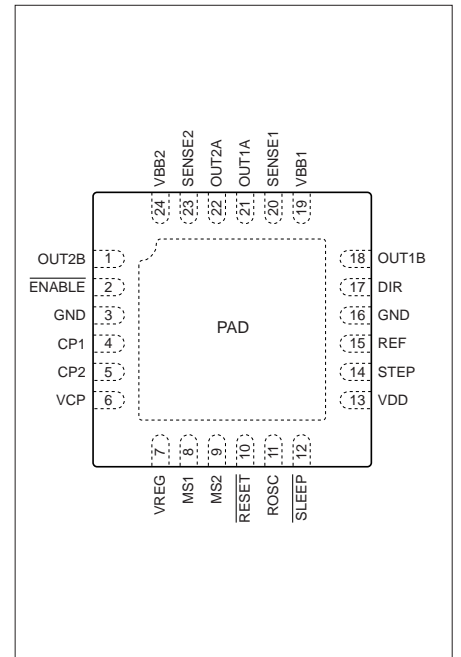 VBB2
SENSE2
OUT2A
OUT1A
SENSE1
VBB1
24
23
22
21
20
19
OUT2B 1
ENABLE 2
GND 3
CP1 4
CP2 5
VCP 6
PAD
18 OUT1B
17 DIR
16 GND
15 REF
14 STEP
13 VDD
7
8
9
10
11
12
VREG
MS1
MS2
RESET
ROSC
SLEEP